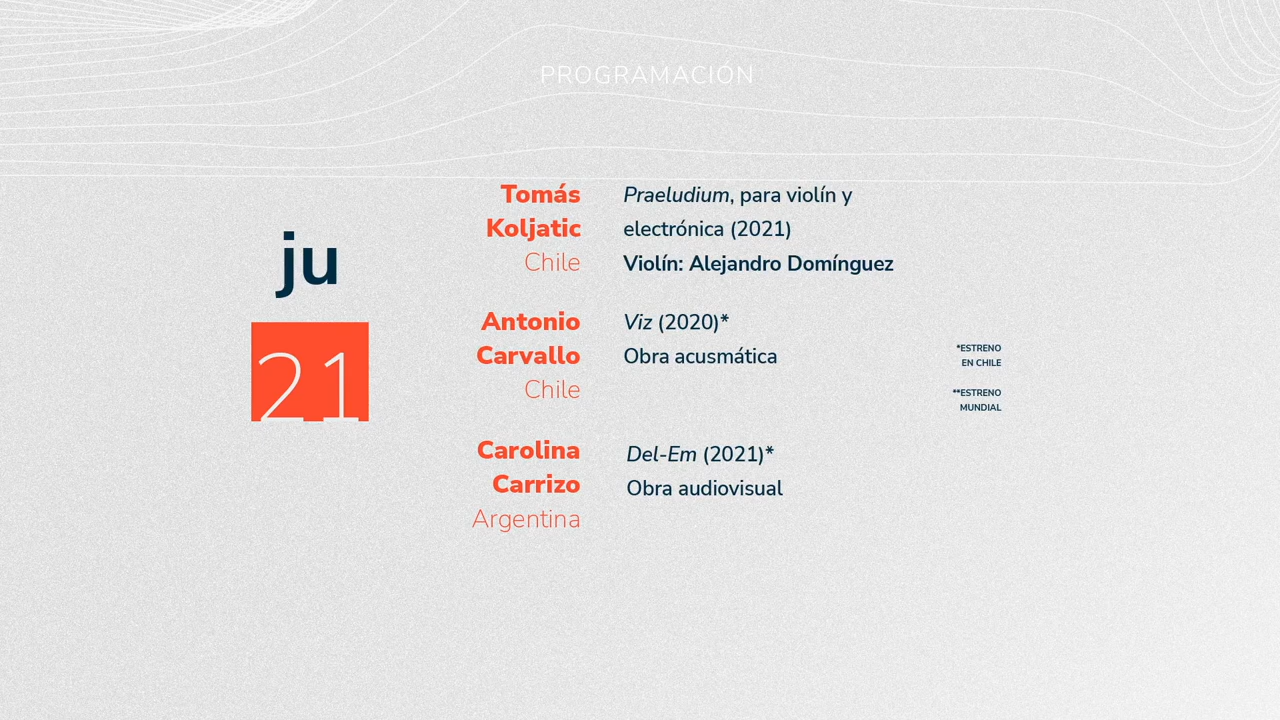 PROGRAMACIÓN
ju
21
Tomás
Koljatic
Chile
Praeludium, para violín y
electrónica (2021)
Violín: Alejandro Domínguez
Antonio
Carvallo
Chile
Viz (2020)*
Obra acusmática
Carolina
Carrizo
Argentina
Del-Em (2021)*
Obra audiovisual
*ESTRENO
EN CHILE
**ESTRENO
MUNDIAL